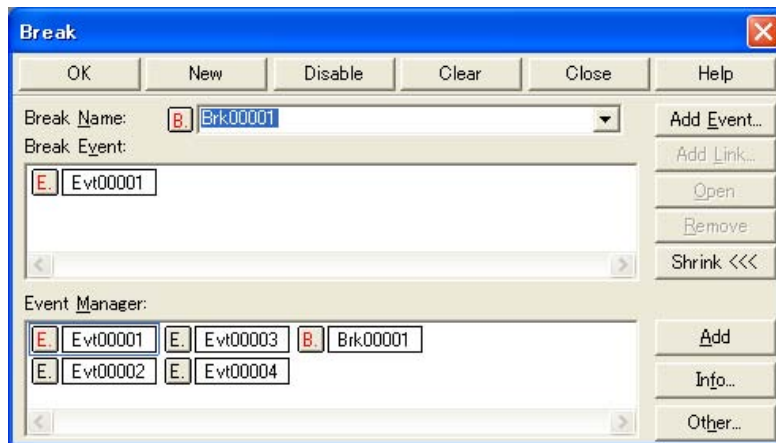 Break
OK New Disable Clear Close Help
Break Name: B. Brk00001 Add Event...
Break Event: Add Link...
E. Evt00001 Open
Remove
Shrink <<<
Event Manager:
E. Evt00001 E. Evt00003 B. Brk00001 Add
E. Evt00002 E. Evt00004 Info...
Other...